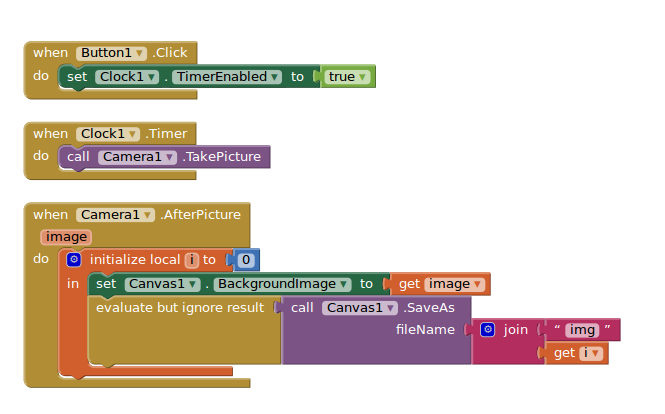 when Button1 .Click
do set Clock1 . TimerEnabled to true
when Clock1 .Timer
do call Camera1 .TakePicture
when Camera1 .AfterPicture
image
do initialize local i to 0
in set Canvas1 . BackgroundImage to get image
evaluate but ignore result call Canvas1 .SaveAs
fileName join “ img ”
get i